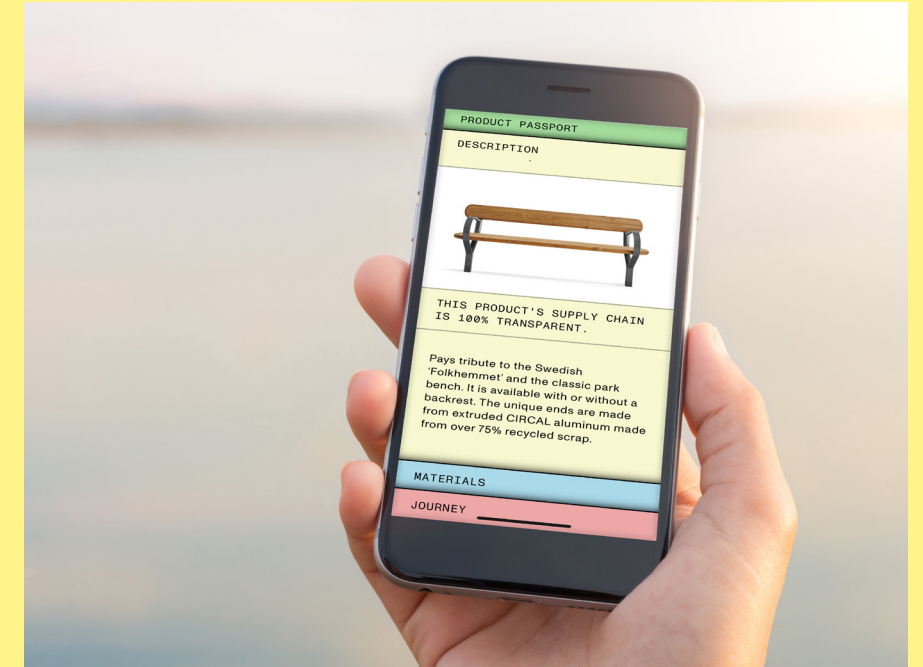 PRODUCT PASSPORT
DESCRIPTION
THIS PRODUCT'S SUPPLY CHAIN
IS 100% TRANSPARENT.
Pays tribute to the Swedish
'Folkhemmet' and the classic park
bench. It is available with or without a
backrest. The unique ends are made
from extruded CIRCAL aluminum made
from over 75% recycled scrap.
MATERIALS
JOURNEY